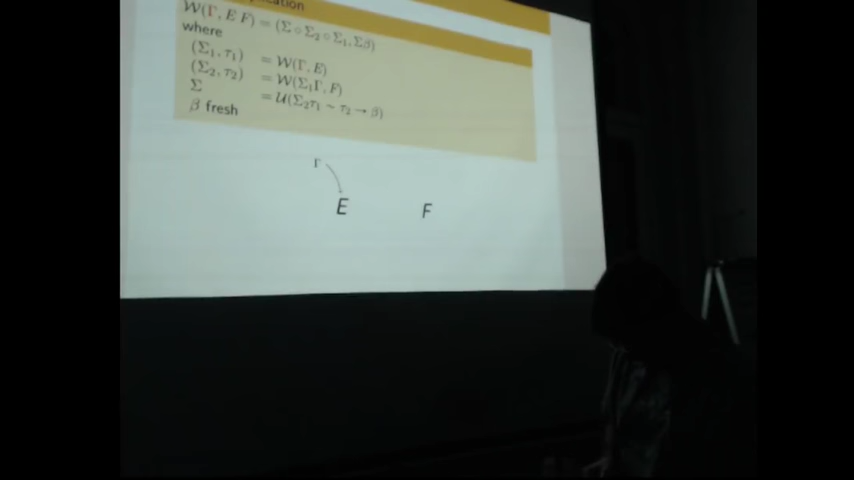 W(Γ, E F) = (Σ ∘ Σ₂ ∘ Σ₁, Σβ)
where
(Σ₁, τ₁) = W(Γ, E)
(Σ₂, τ₂) = W(Σ₁Γ, F)
Σ = U(Σ₂τ₁ ~ τ₂ → β)
β fresh
Γ
E F